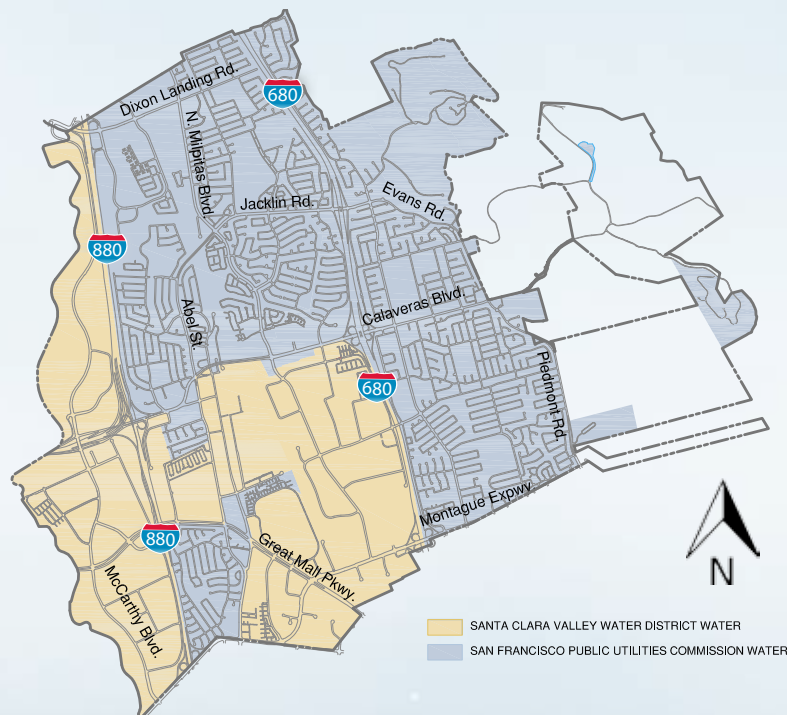 Dixon Landing Rd.
680
N. Milpitas Blvd.
Jacklin Rd.
Evans Rd.
880
Abel St.
Calaveras Blvd.
680
Piedmont Rd.
Montague Expwy
880
Great Mall Pkwy.
McCarthy Blvd.
N
SANTA CLARA VALLEY WATER DISTRICT WATER
SAN FRANCISCO PUBLIC UTILITIES COMMISSION WATER